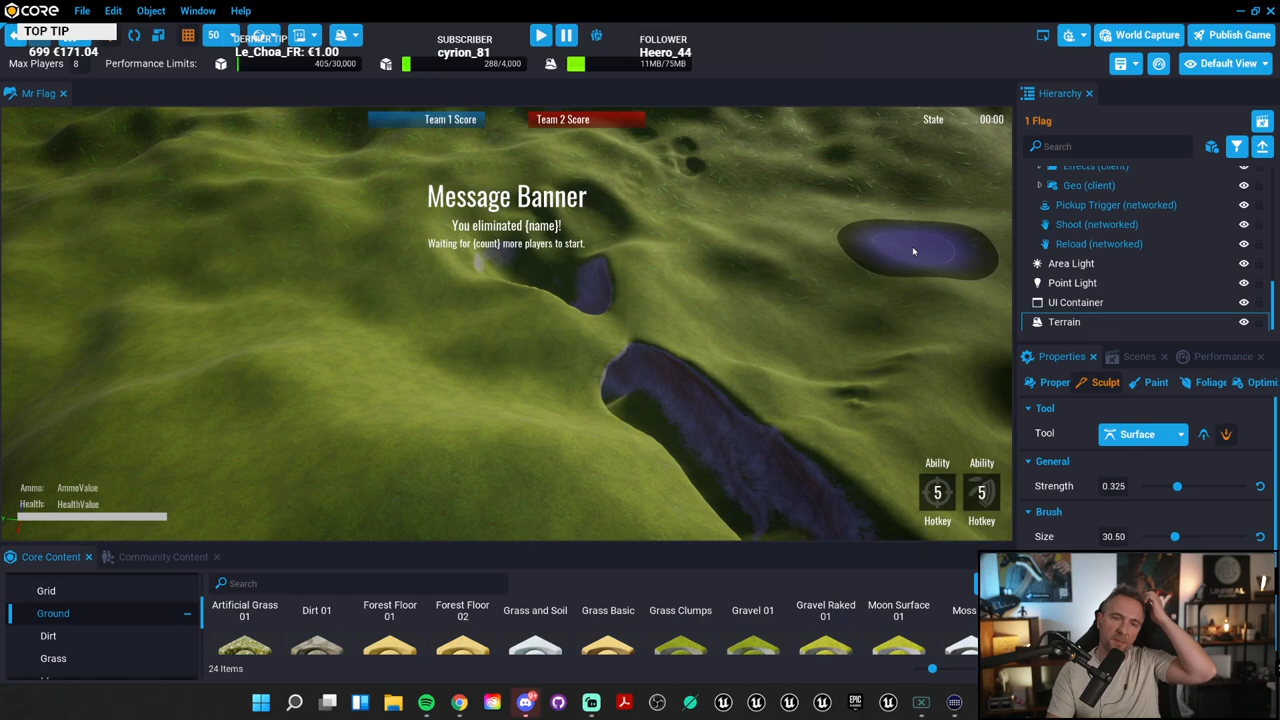 CORE File Edit Object Window Help
TOP TIP
50
699 €171.04
DERNIER TIP
Le_Choa_FR: €1.00
SUBSCRIBER
cyrion_81
FOLLOWER
Heero_44
World Capture
Publish Game
Max Players 8
Performance Limits:
405/30,000
288/4,000
11MB/75MB
Default View
Mr Flag
Team 1 Score
Team 2 Score
State
00:00
Message Banner
You eliminated {name}!
Waiting for {count} more players to start.
Ammo: AmmoValue
Health: HealthValue
Ability Ability
5 5
Hotkey Hotkey
Hierarchy
1 Flag
Search
Effects (client)
Geo (client)
Pickup Trigger (networked)
Shoot (networked)
Reload (networked)
Area Light
Point Light
UI Container
Terrain
Properties
Scenes
Performance
Proper
Sculpt
Paint
Foliage
Optimi
Tool
Tool Surface
General
Strength 0.325
Brush
Size 30.50
Core Content
Community Content
Grid
Ground
Dirt
Grass
Search
Artificial Grass 01
Dirt 01
Forest Floor 01
Forest Floor 02
Grass and Soil
Grass Basic
Grass Clumps
Gravel 01
Gravel Raked 01
Moon Surface 01
Moss
24 Items